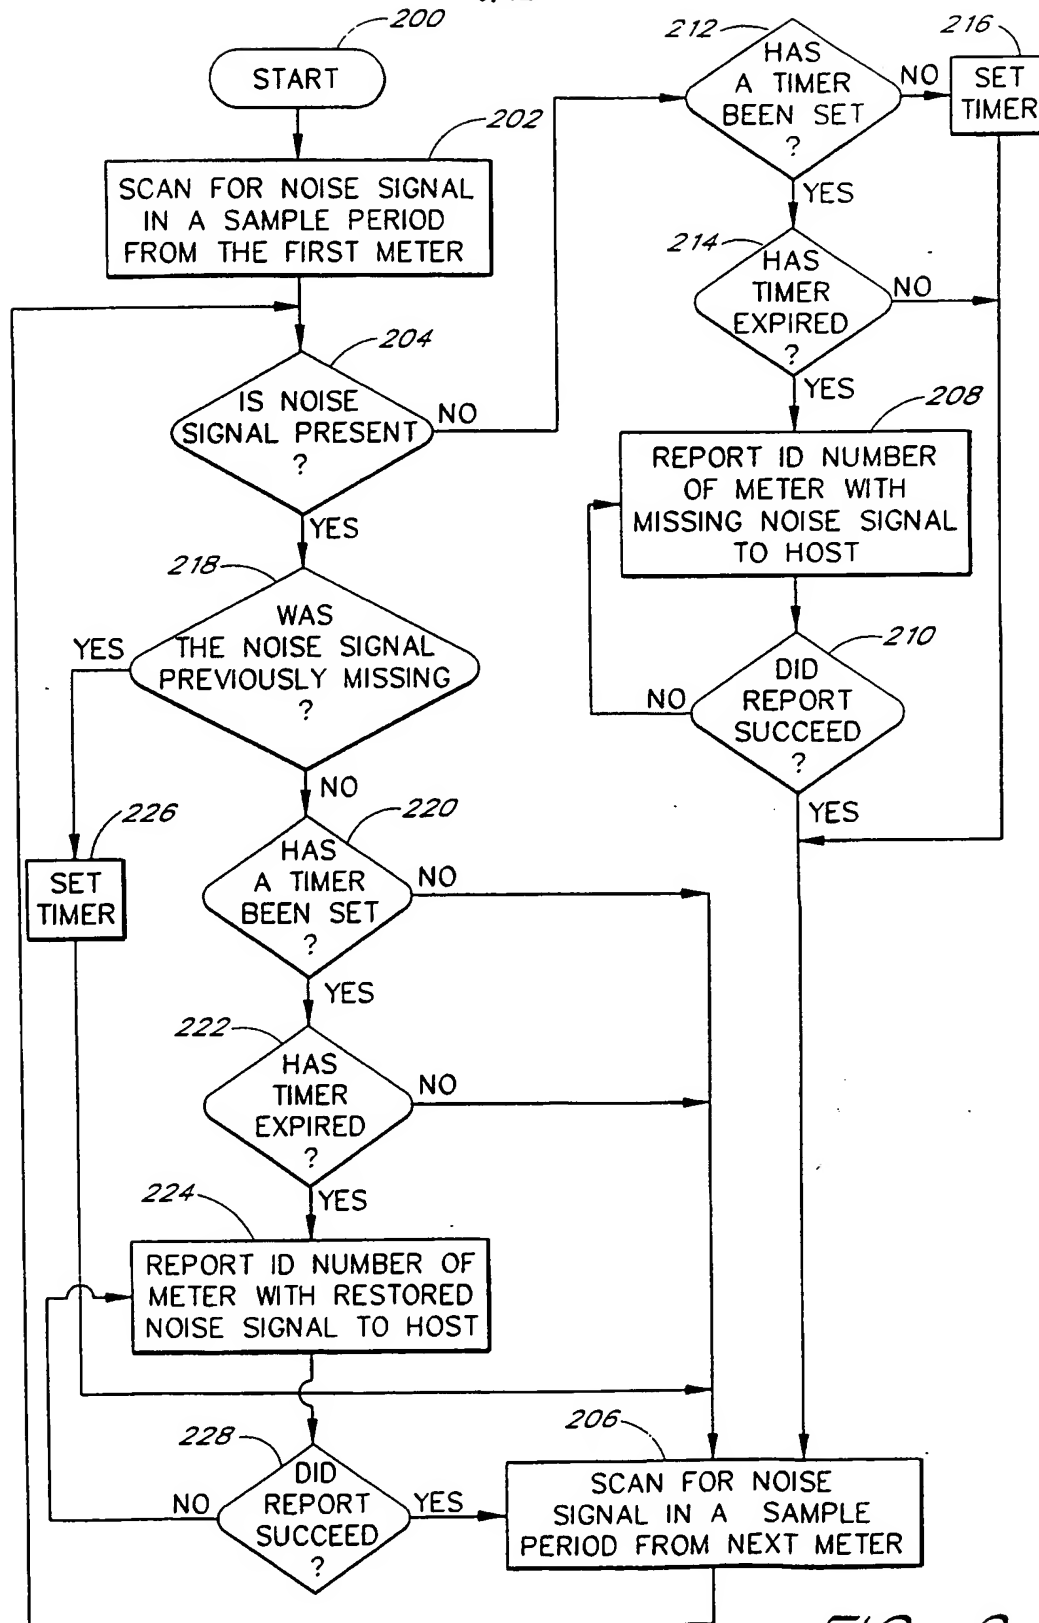 200
START
202
SCAN FOR NOISE SIGNAL
IN A SAMPLE PERIOD
FROM THE FIRST METER
204
IS NOISE
SIGNAL PRESENT
?
NO
YES
218
WAS
THE NOISE SIGNAL
PREVIOUSLY MISSING
?
YES
NO
226
SET
TIMER
220
HAS
A TIMER
BEEN SET
?
NO
YES
222
HAS
TIMER
EXPIRED
?
NO
YES
224
REPORT ID NUMBER OF
METER WITH RESTORED
NOISE SIGNAL TO HOST
228
DID
REPORT
SUCCEED
?
NO
YES
206
SCAN FOR NOISE
SIGNAL IN A SAMPLE
PERIOD FROM NEXT METER
212
HAS
A TIMER
BEEN SET
?
NO
YES
216
SET
TIMER
214
HAS
TIMER
EXPIRED
?
NO
YES
208
REPORT ID NUMBER
OF METER WITH
MISSING NOISE SIGNAL
TO HOST
210
DID
REPORT
SUCCEED
?
NO
YES